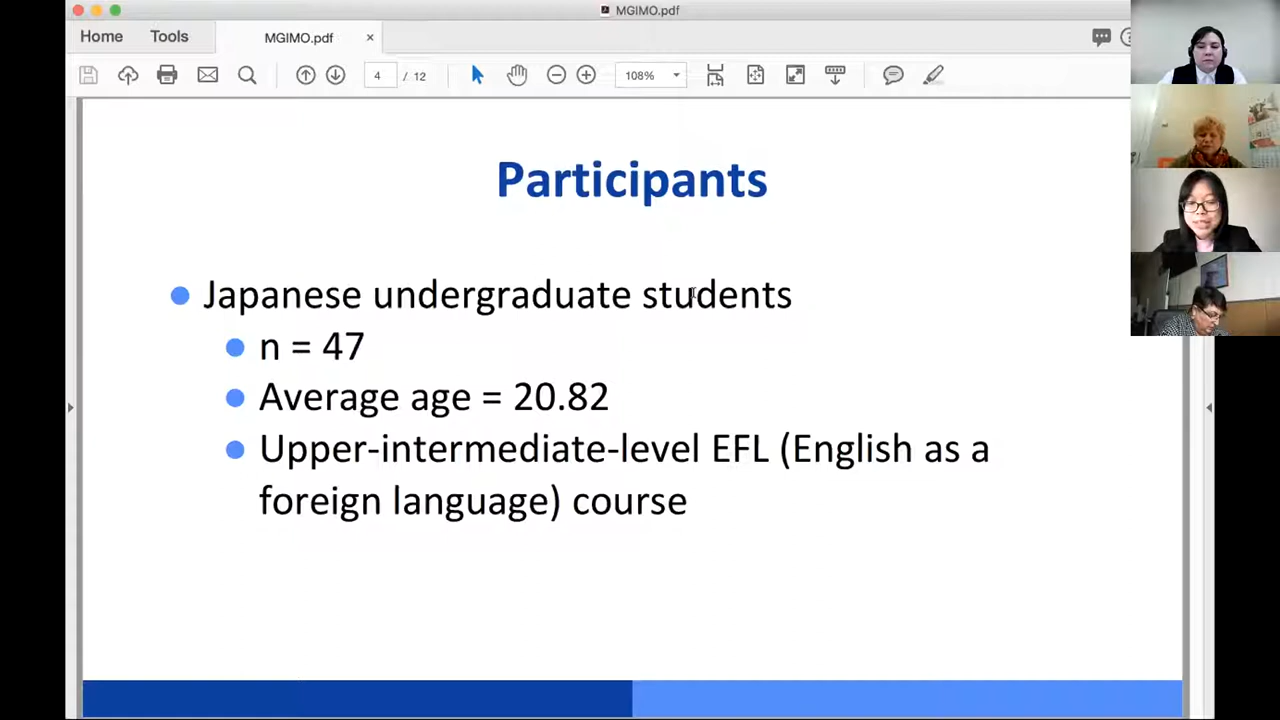 MGIMO.pdf
Home Tools MGIMO.pdf ×
4 / 12 108%
Participants
Japanese undergraduate students
n = 47
Average age = 20.82
Upper-intermediate-level EFL (English as a
foreign language) course